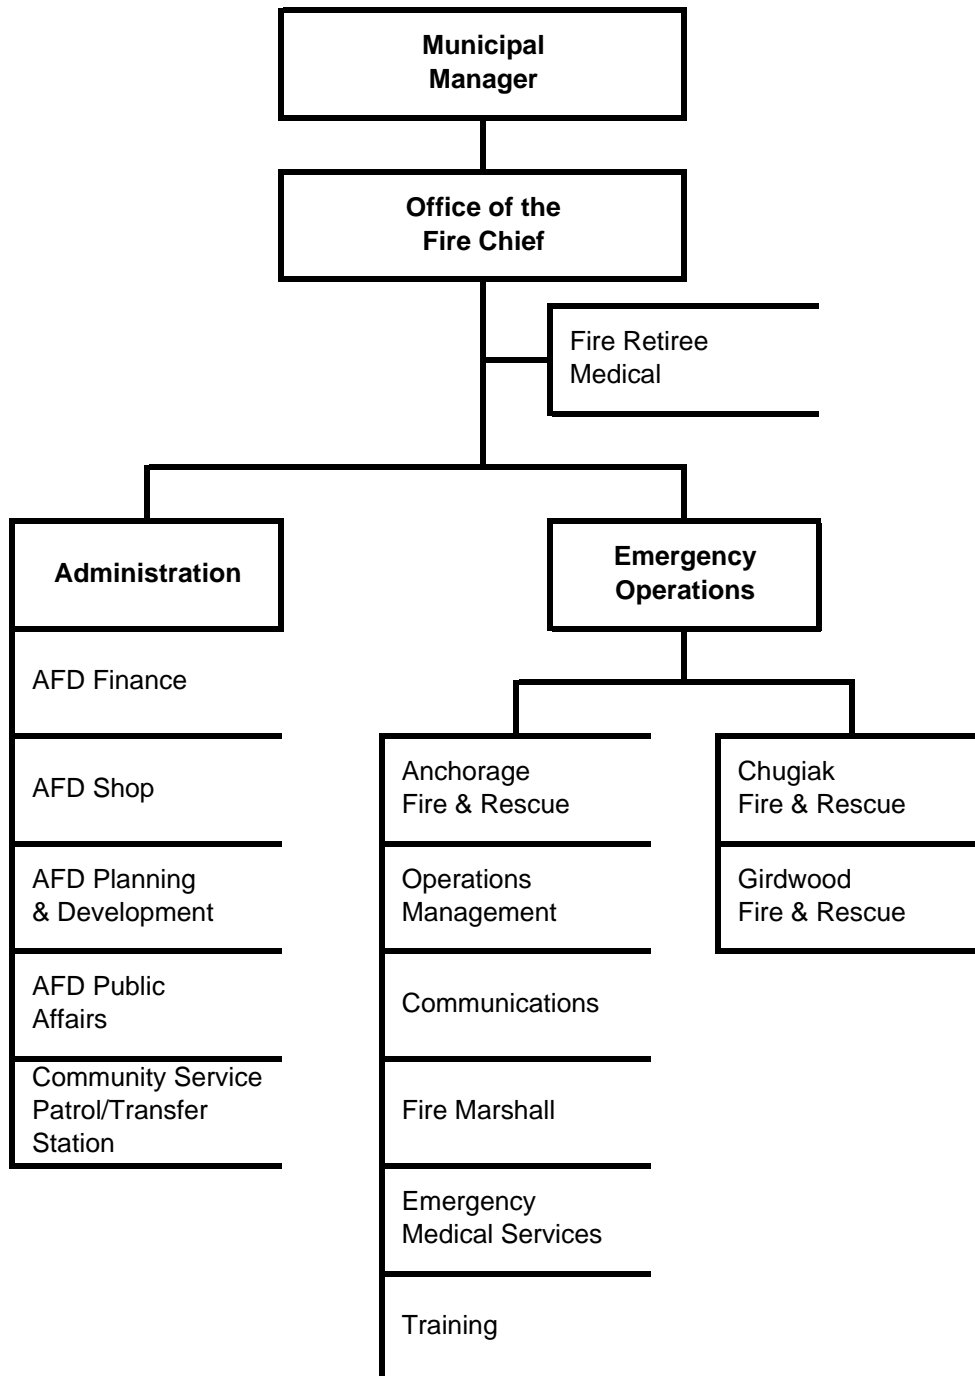 Municipal
Manager
Office of the
Fire Chief
Fire Retiree
Medical
Administration
AFD Finance
AFD Shop
AFD Planning
& Development
AFD Public
Affairs
Community Service
Patrol/Transfer
Station
Emergency
Operations
Anchorage
Fire & Rescue
Operations
Management
Communications
Fire Marshall
Emergency
Medical Services
Training
Chugiak
Fire & Rescue
Girdwood
Fire & Rescue